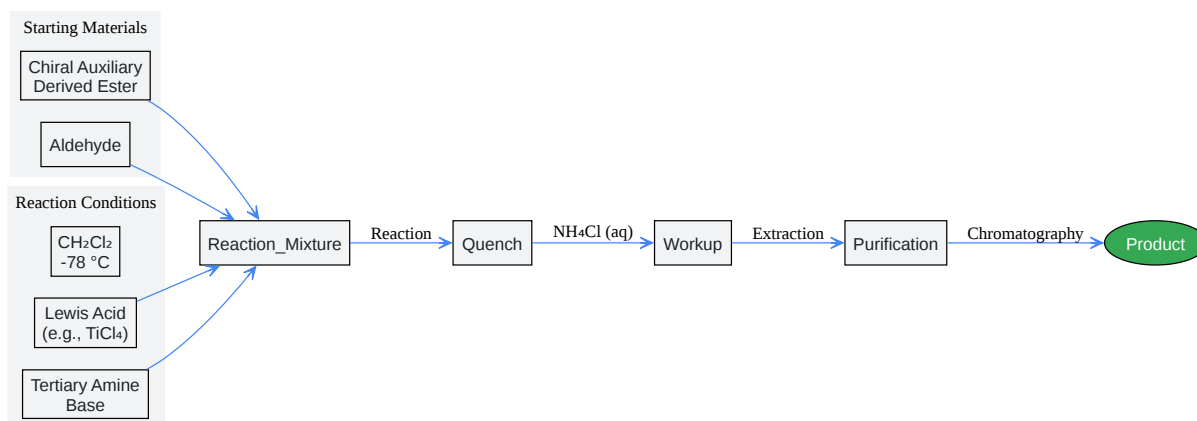 Starting Materials
Chiral Auxiliary
Derived Ester
Aldehyde
Reaction Conditions
CH₂Cl₂
-78 °C
Lewis Acid
(e.g., TiCl₄)
Tertiary Amine
Base
Reaction_Mixture
Reaction
Quench
NH₄Cl (aq)
Workup
Extraction
Purification
Chromatography
Product